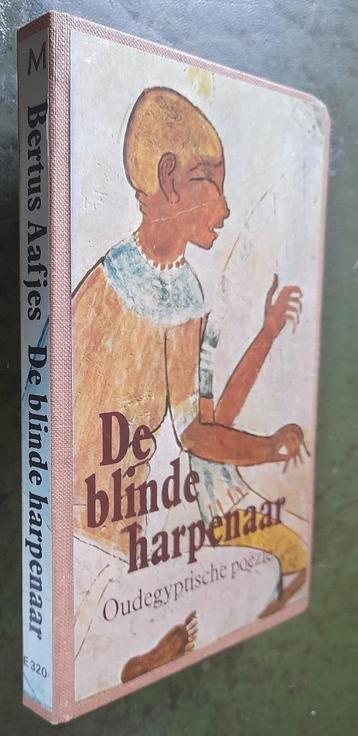 M
Bertus Aafjes De blinde harpenaar
E 320
De
blinde
harpenaar
Oudegyptische poëzie